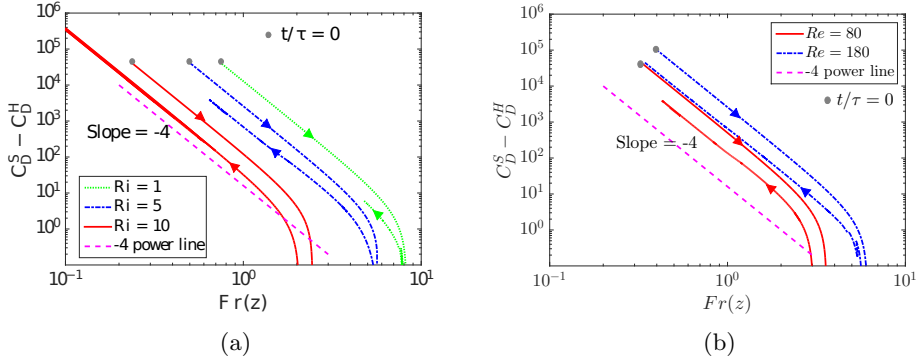 10^6
10^5
10^4
10^3
10^2
10^1
10^0
C_D^S − C_D^H
t/τ = 0
Slope = -4
Ri = 1
Ri = 5
Ri = 10
-4 power line
10^-1
10^0
10^1
Fr(z)
(a)
10^6
10^5
10^4
10^3
10^2
10^1
10^0
C_D^S − C_D^H
Re = 80
Re = 180
-4 power line
t/τ = 0
Slope = -4
10^-1
10^0
10^1
Fr(z)
(b)